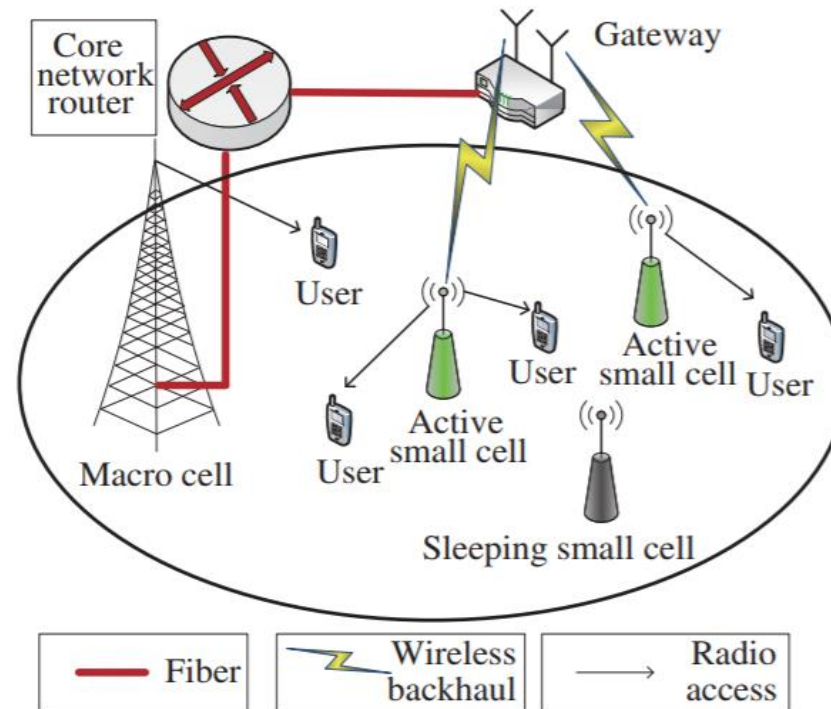 Core
network
router
Gateway
User
User
User
User
Active
small cell
Active
small cell
Macro cell
Sleeping small cell
Fiber
Wireless
backhaul
Radio
access